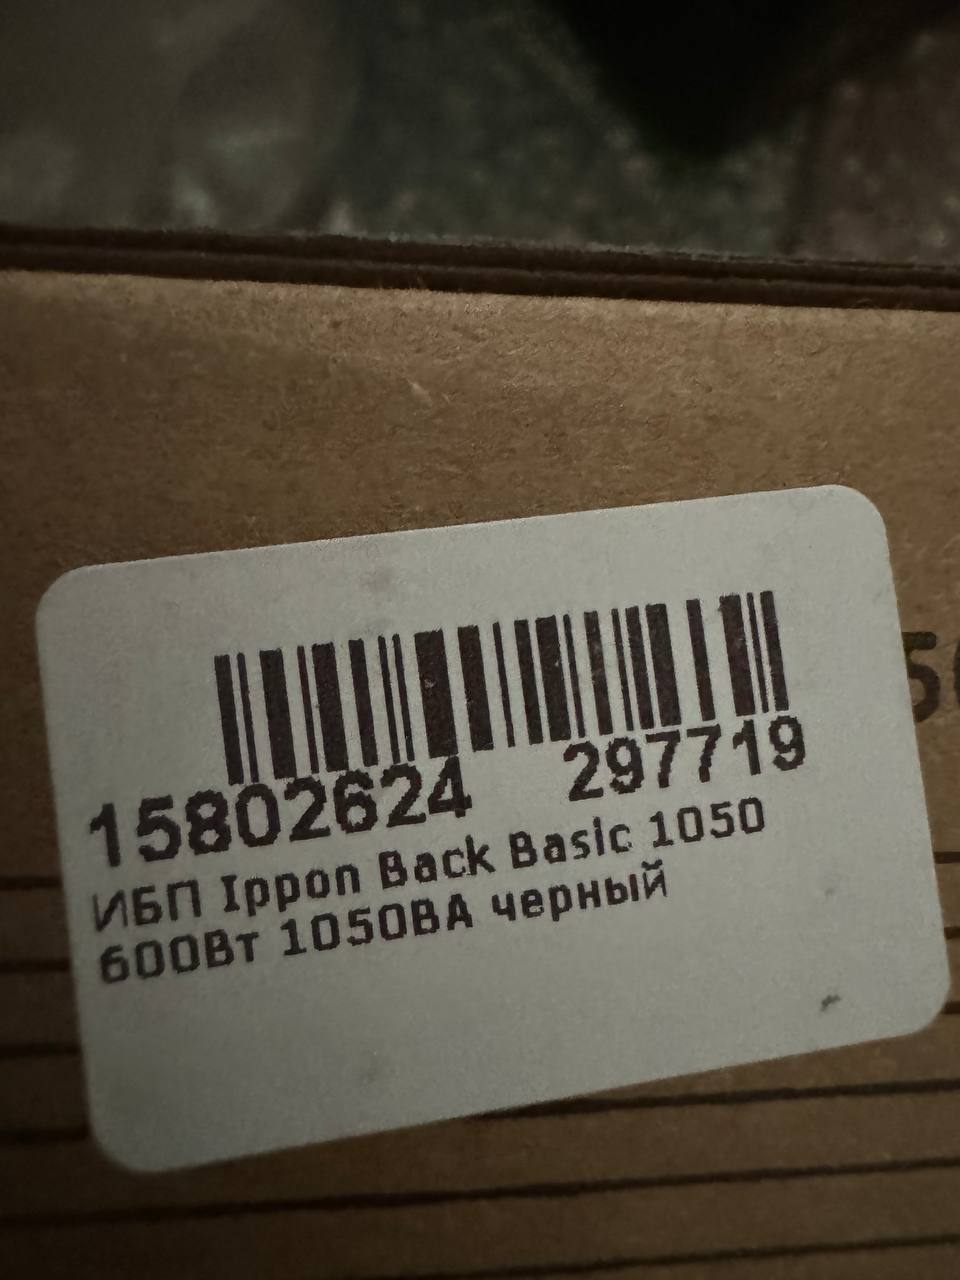 15802624 297719
ИБП Ippon Back Basic 1050
600Вт 1050ВА черный